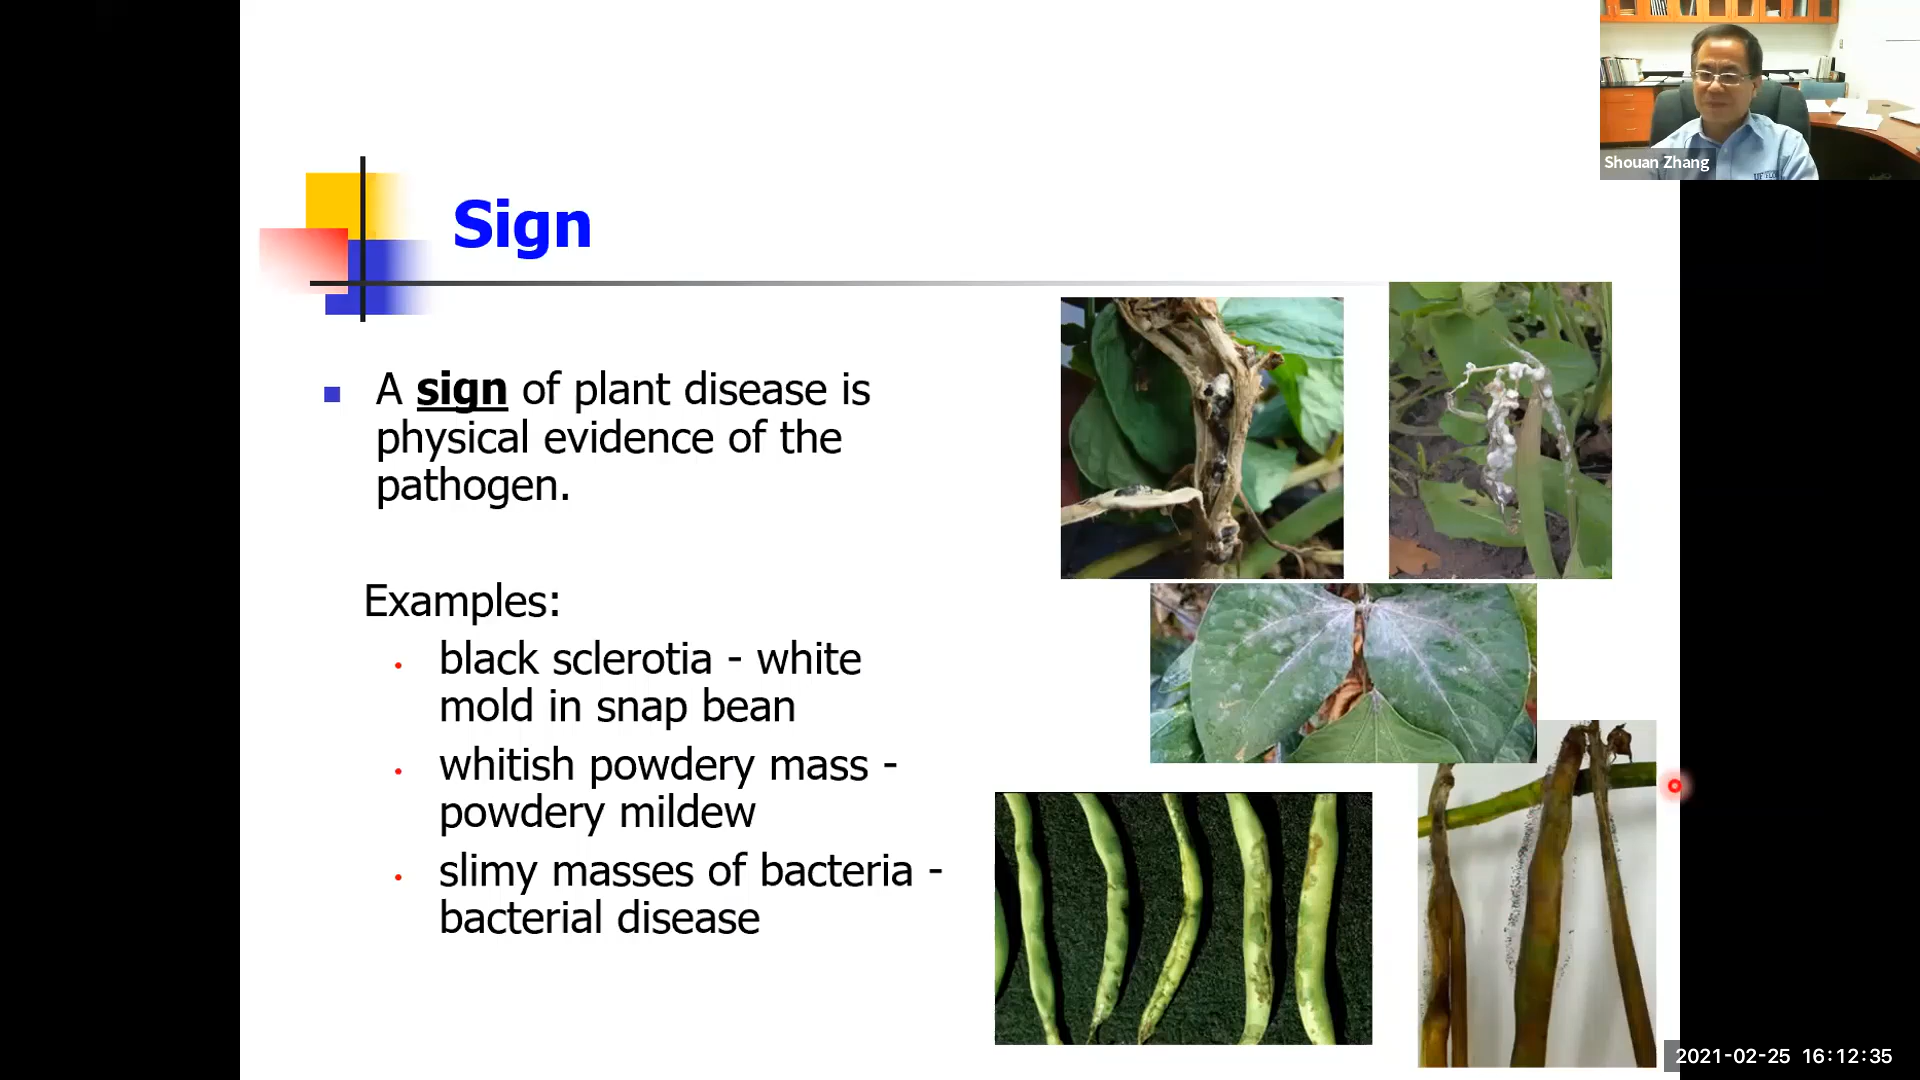 Shouan Zhang
Sign
A sign of plant disease is
physical evidence of the
pathogen.
Examples:
black sclerotia - white
mold in snap bean
whitish powdery mass -
powdery mildew
slimy masses of bacteria -
bacterial disease
2021-02-25 16:12:35